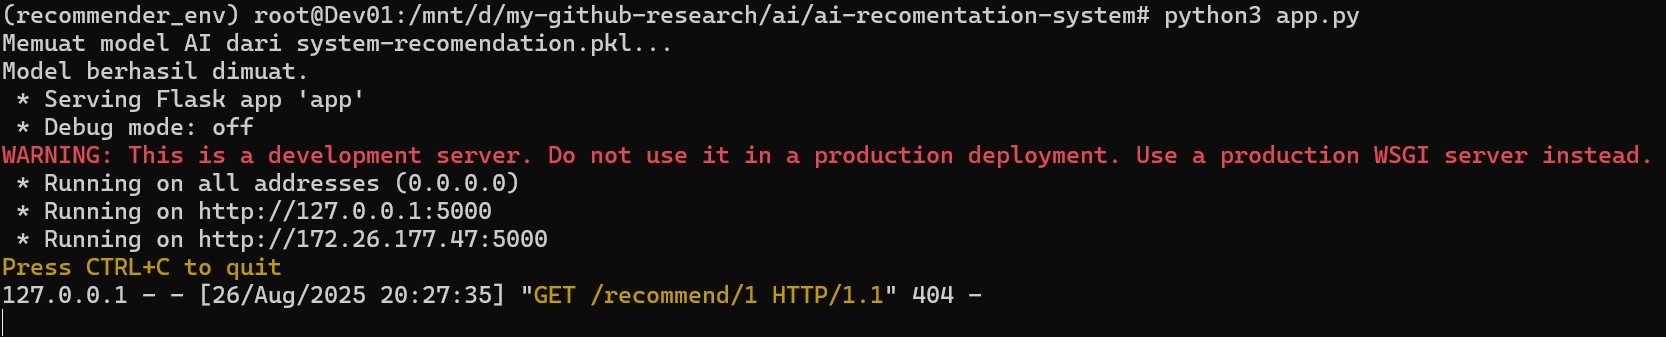 (recommender_env) root@Dev01:/mnt/d/my-github-research/ai/ai-recomentation-system# python3 app.py
Memuat model AI dari system-recomendation.pkl...
Model berhasil dimuat.
 * Serving Flask app 'app'
 * Debug mode: off
WARNING: This is a development server. Do not use it in a production deployment. Use a production WSGI server instead.
 * Running on all addresses (0.0.0.0)
 * Running on http://127.0.0.1:5000
 * Running on http://172.26.177.47:5000
Press CTRL+C to quit
127.0.0.1 - - [26/Aug/2025 20:27:35] "GET /recommend/1 HTTP/1.1" 404 -